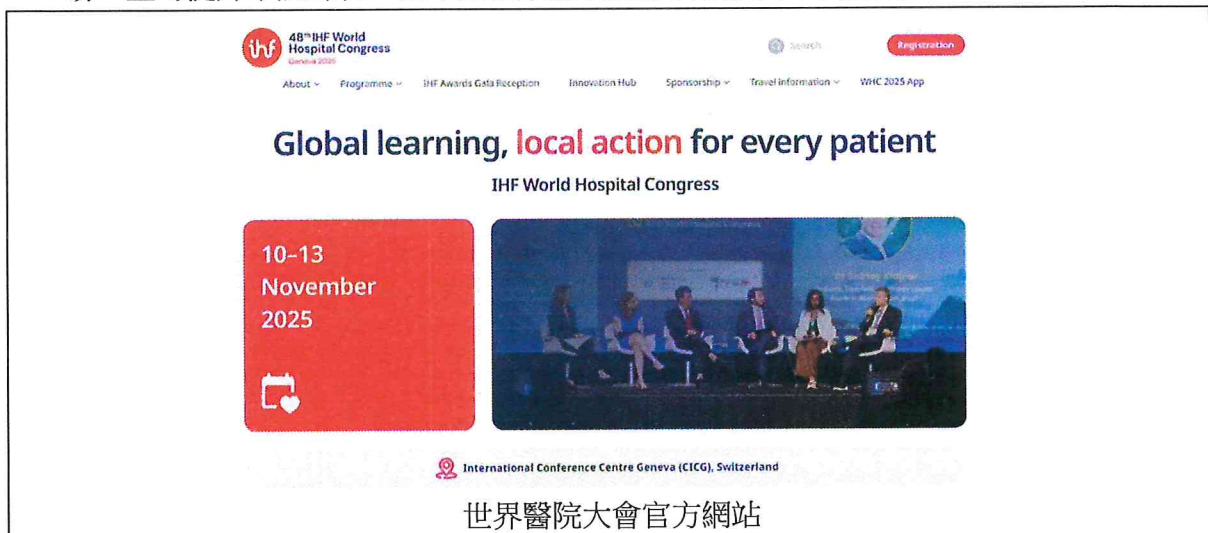 48th IHF World
Hospital Congress
Geneva 2025
ihf
Search
Registration
About
Programme
IHF Awards Gala Reception
Innovation Hub
Sponsorship
Travel information
WHC 2025 App
Global learning, local action for every patient
IHF World Hospital Congress
10–13
November
2025
International Conference Centre Geneva (CICG), Switzerland
世界醫院大會官方網站